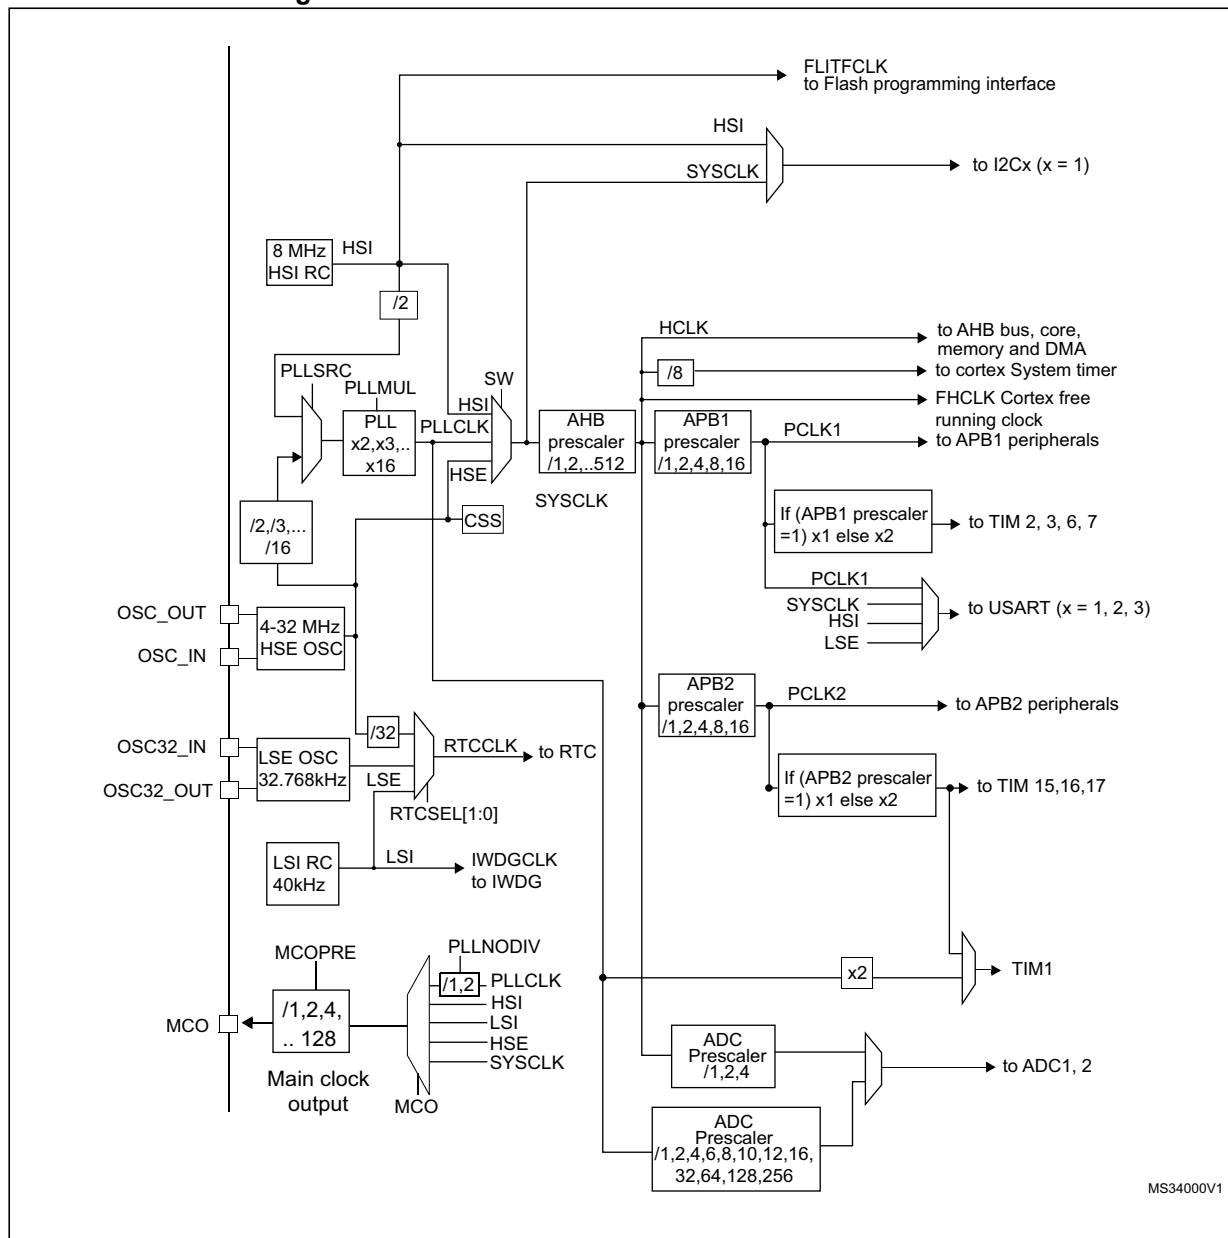 FLITFCLK
to Flash programming interface
HSI
SYSCLK
to I2Cx (x = 1)
8 MHz
HSI RC
HSI
/2
HCLK
to AHB bus, core,
memory and DMA
/8
to cortex System timer
FHCLK Cortex free
running clock
PLLSRC
PLLMUL
PLL
x2,x3,..
x16
SW
HSI
PLLCLK
HSE
AHB
prescaler
/1,2,..512
APB1
prescaler
/1,2,4,8,16
PCLK1
to APB1 peripherals
SYSCLK
CSS
/2,/3,...
/16
If (APB1 prescaler
=1) x1 else x2
to TIM 2, 3, 6, 7
PCLK1
SYSCLK
HSI
LSE
to USART (x = 1, 2, 3)
OSC_OUT
OSC_IN
4-32 MHz
HSE OSC
APB2
prescaler
/1,2,4,8,16
PCLK2
to APB2 peripherals
/32
OSC32_IN
OSC32_OUT
LSE OSC
32.768kHz
LSE
RTCCLK
to RTC
RTCSEL[1:0]
If (APB2 prescaler
=1) x1 else x2
to TIM 15,16,17
LSI RC
40kHz
LSI
IWDGCLK
to IWDG
MCOPRE
PLLNODIV
/1,2
PLLCLK
HSI
LSI
HSE
SYSCLK
x2
TIM1
MCO
/1,2,4,
.. 128
Main clock
output
MCO
ADC
Prescaler
/1,2,4
to ADC1, 2
ADC
Prescaler
/1,2,4,6,8,10,12,16,
32,64,128,256
MS34000V1